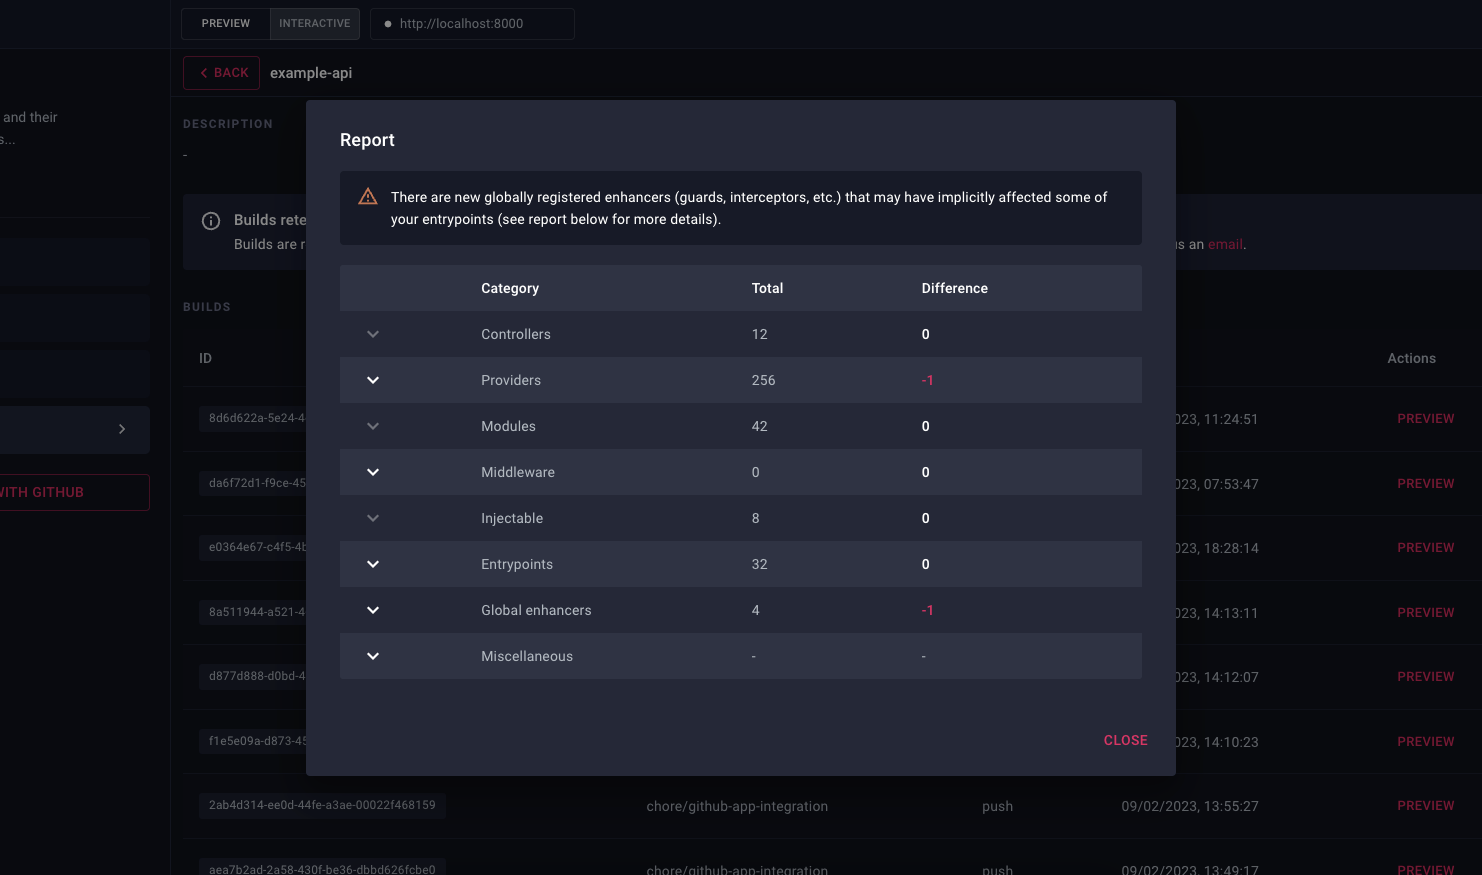 PREVIEW
INTERACTIVE
http://localhost:8000
BACK
example-api
and their
s...
DESCRIPTION
-
Report
There are new globally registered enhancers (guards, interceptors, etc.) that may have implicitly affected some of
your entrypoints (see report below for more details).
Builds rete
Builds are r
us an email.
Category Total Difference
Controllers 12 0
Providers 256 -1
Modules 42 0
Middleware 0 0
Injectable 8 0
Entrypoints 32 0
Global enhancers 4 -1
Miscellaneous - -
CLOSE
BUILDS
ID Actions
8d6d622a-5e24-4 023, 11:24:51 PREVIEW
da6f72d1-f9ce-45 023, 07:53:47 PREVIEW
e0364e67-c4f5-4b 023, 18:28:14 PREVIEW
8a511944-a521-4 023, 14:13:11 PREVIEW
d877d888-d0bd-4 023, 14:12:07 PREVIEW
f1e5e09a-d873-45 023, 14:10:23 PREVIEW
2ab4d314-ee0d-44fe-a3ae-00022f468159 chore/github-app-integration push 09/02/2023, 13:55:27 PREVIEW
aea7b2ad-2a58-430f-be36-dbbd626fcbe0 chore/github-app-integration push 09/02/2023, 13:49:17 PREVIEW
WITH GITHUB